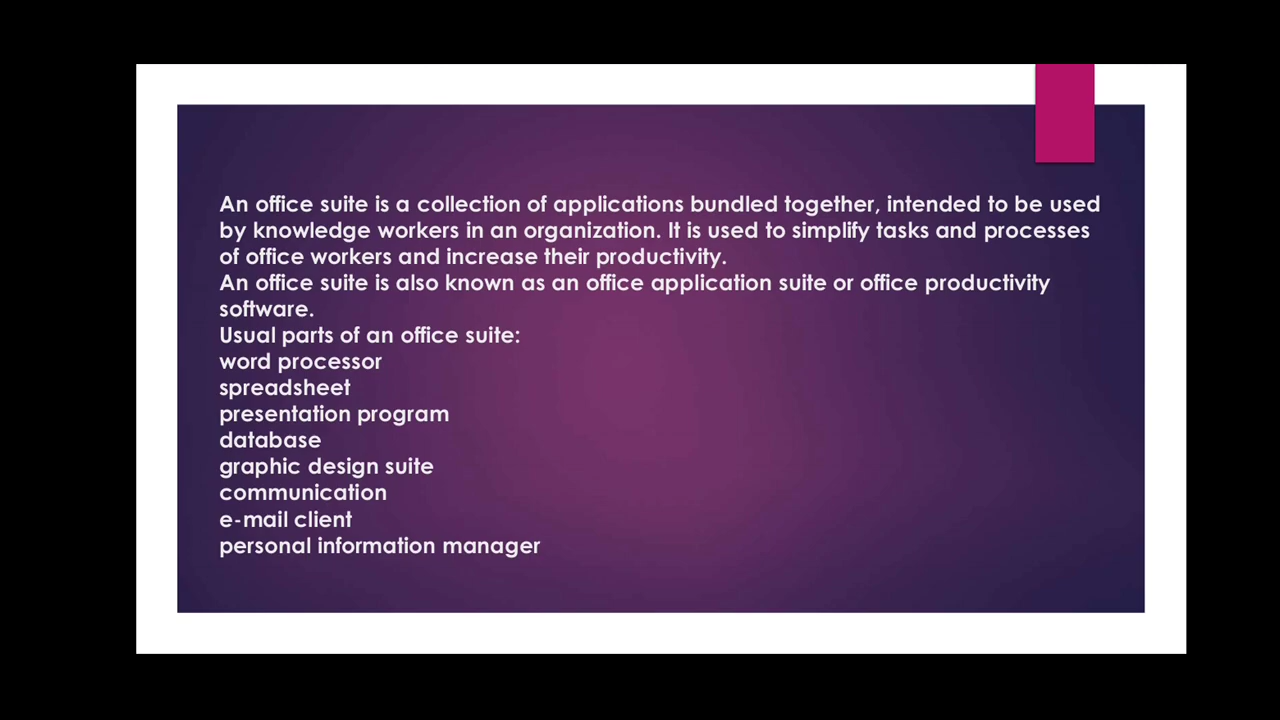 An office suite is a collection of applications bundled together, intended to be used
by knowledge workers in an organization. It is used to simplify tasks and processes
of office workers and increase their productivity.
An office suite is also known as an office application suite or office productivity
software.
Usual parts of an office suite:
word processor
spreadsheet
presentation program
database
graphic design suite
communication
e-mail client
personal information manager